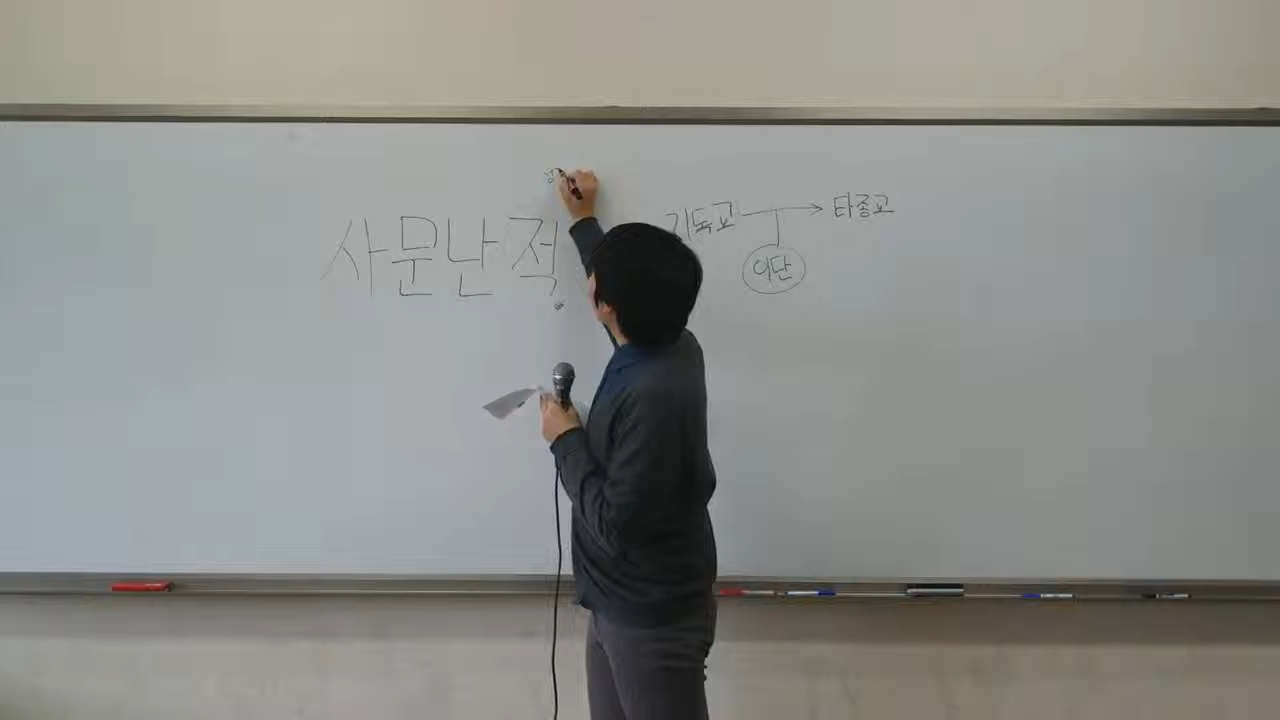 사문난적
기독교 → 타종교
이단